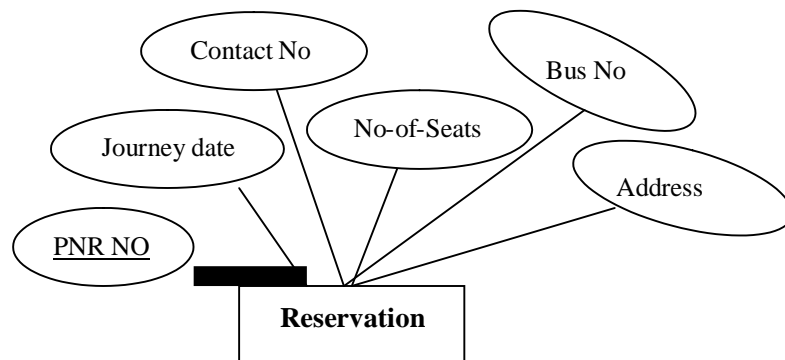 Contact No
Bus No
No-of-Seats
Journey date
Address
PNR NO
Reservation